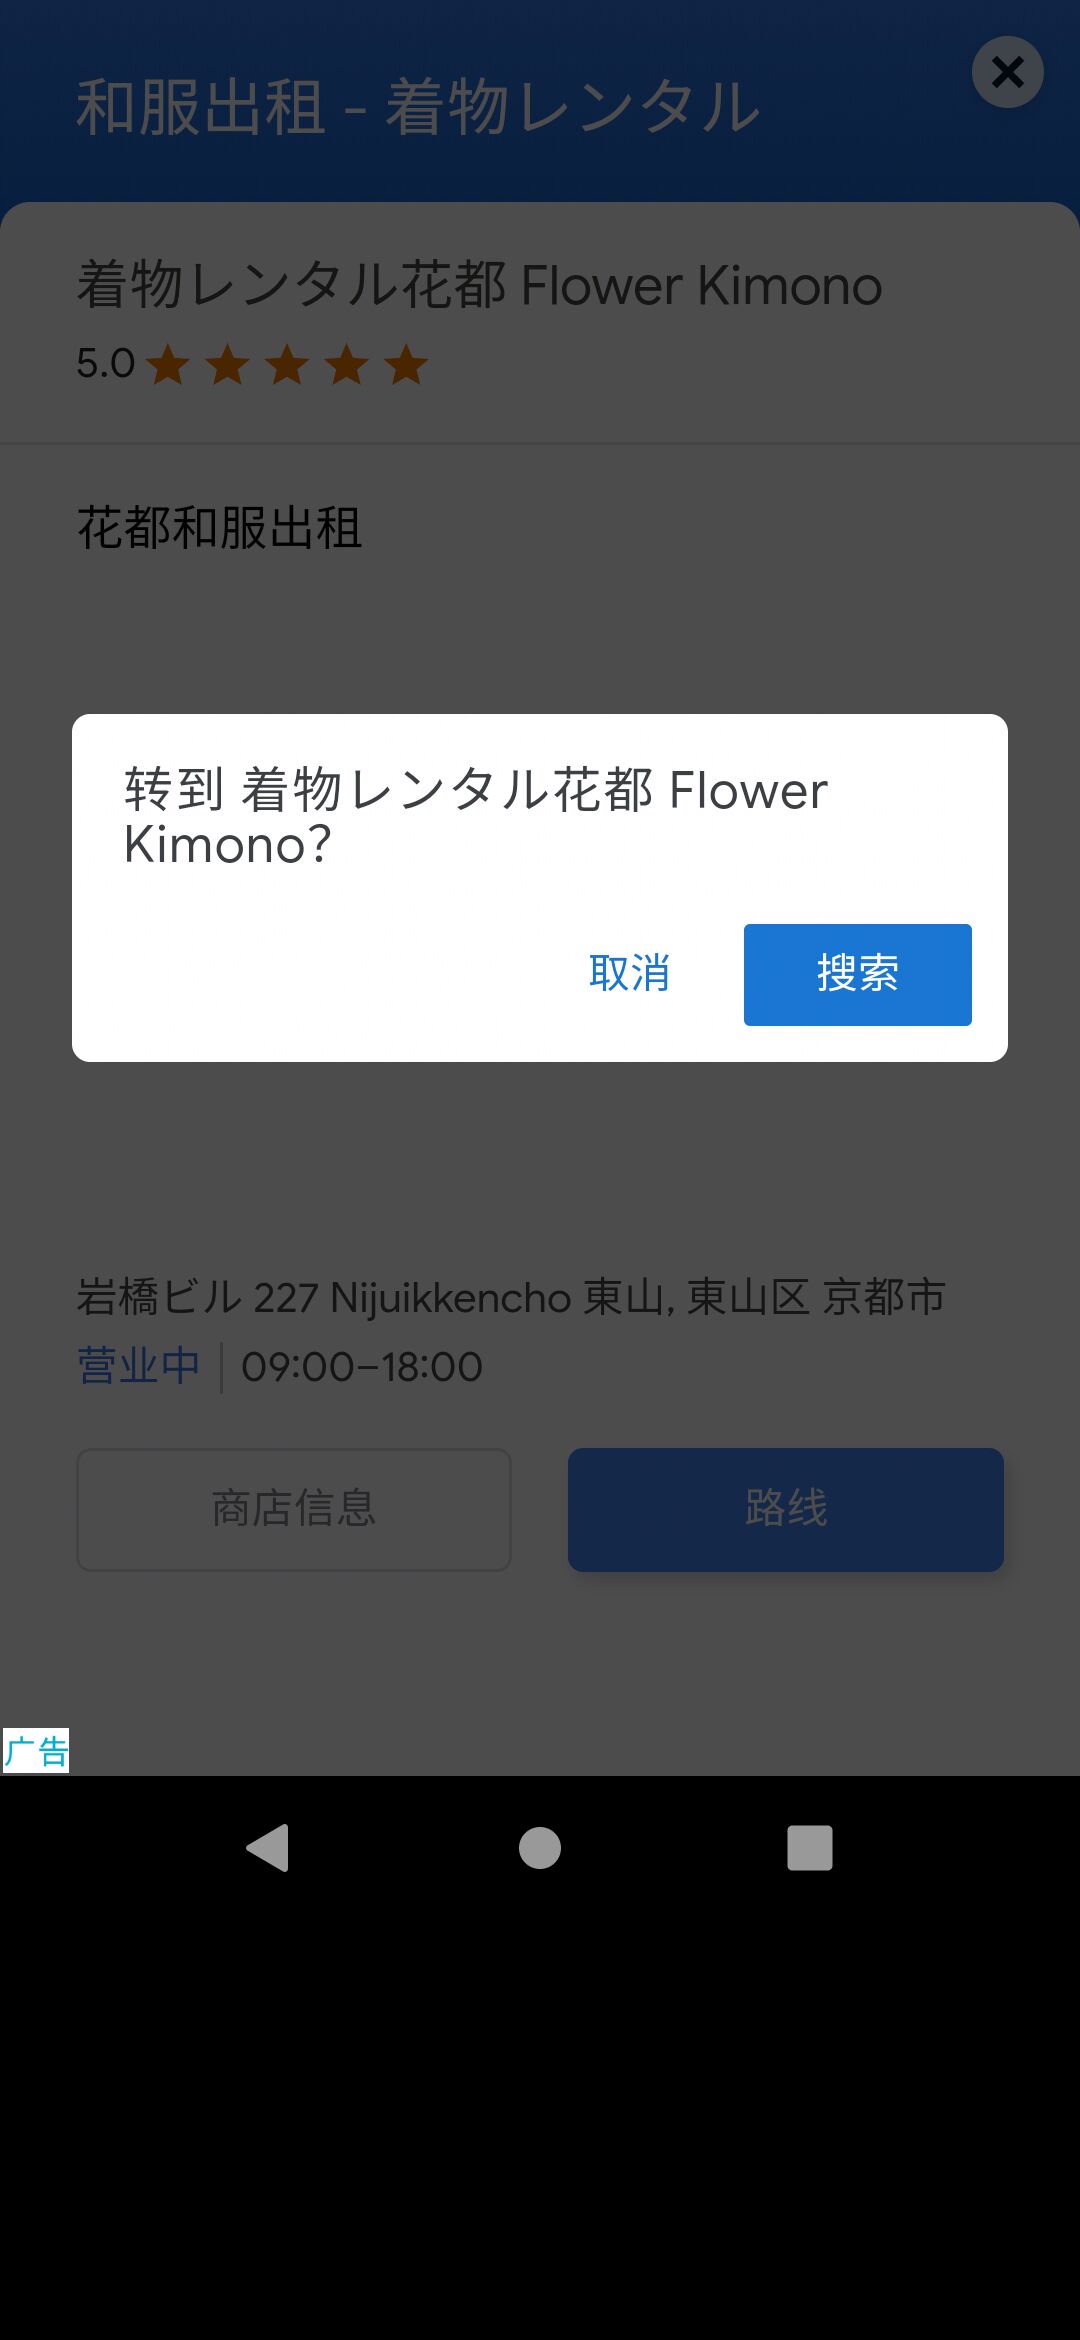 和服出租 - 着物レンタル
着物レンタル花都 Flower Kimono
5.0
花都和服出租
转到 着物レンタル花都 Flower
Kimono?
取消
搜索
岩橋ビル 227 Nijuikkencho 東山, 東山区 京都市
营业中 09:00–18:00
商店信息
路线
广告